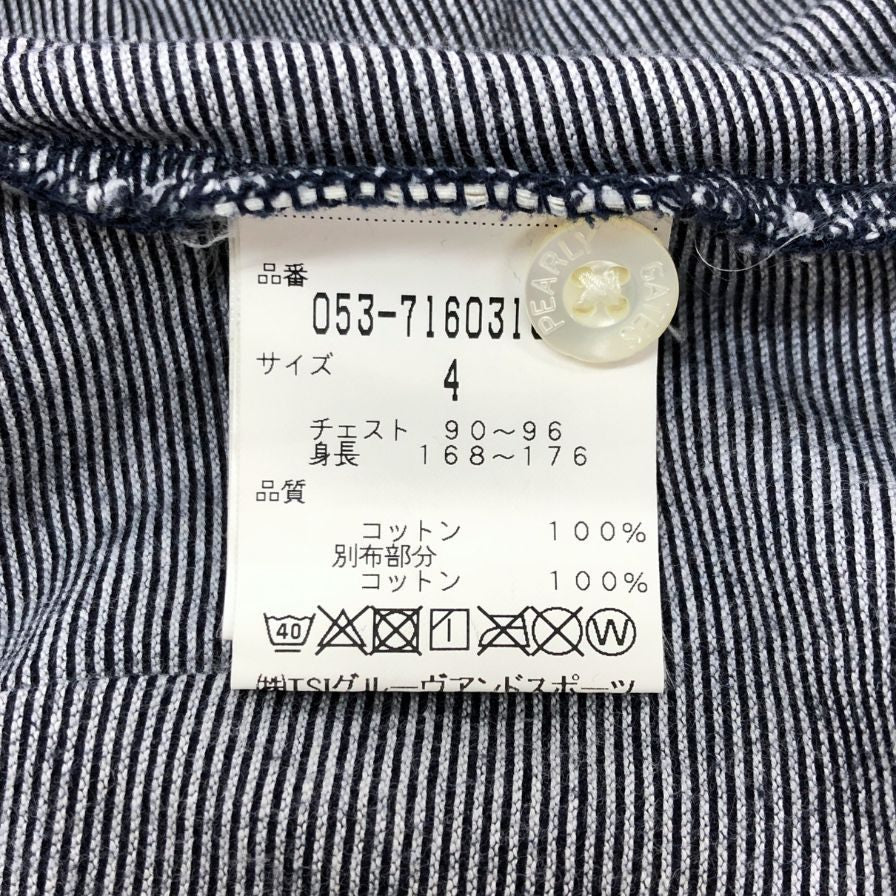 品番
053-716031
PEARLY GATES
サイズ
4
チェスト 90～96
身長 168～176
品質
コットン 100%
別布部分
コットン 100%
40 1 W
㈱TSIグルーヴアンドスポーツ